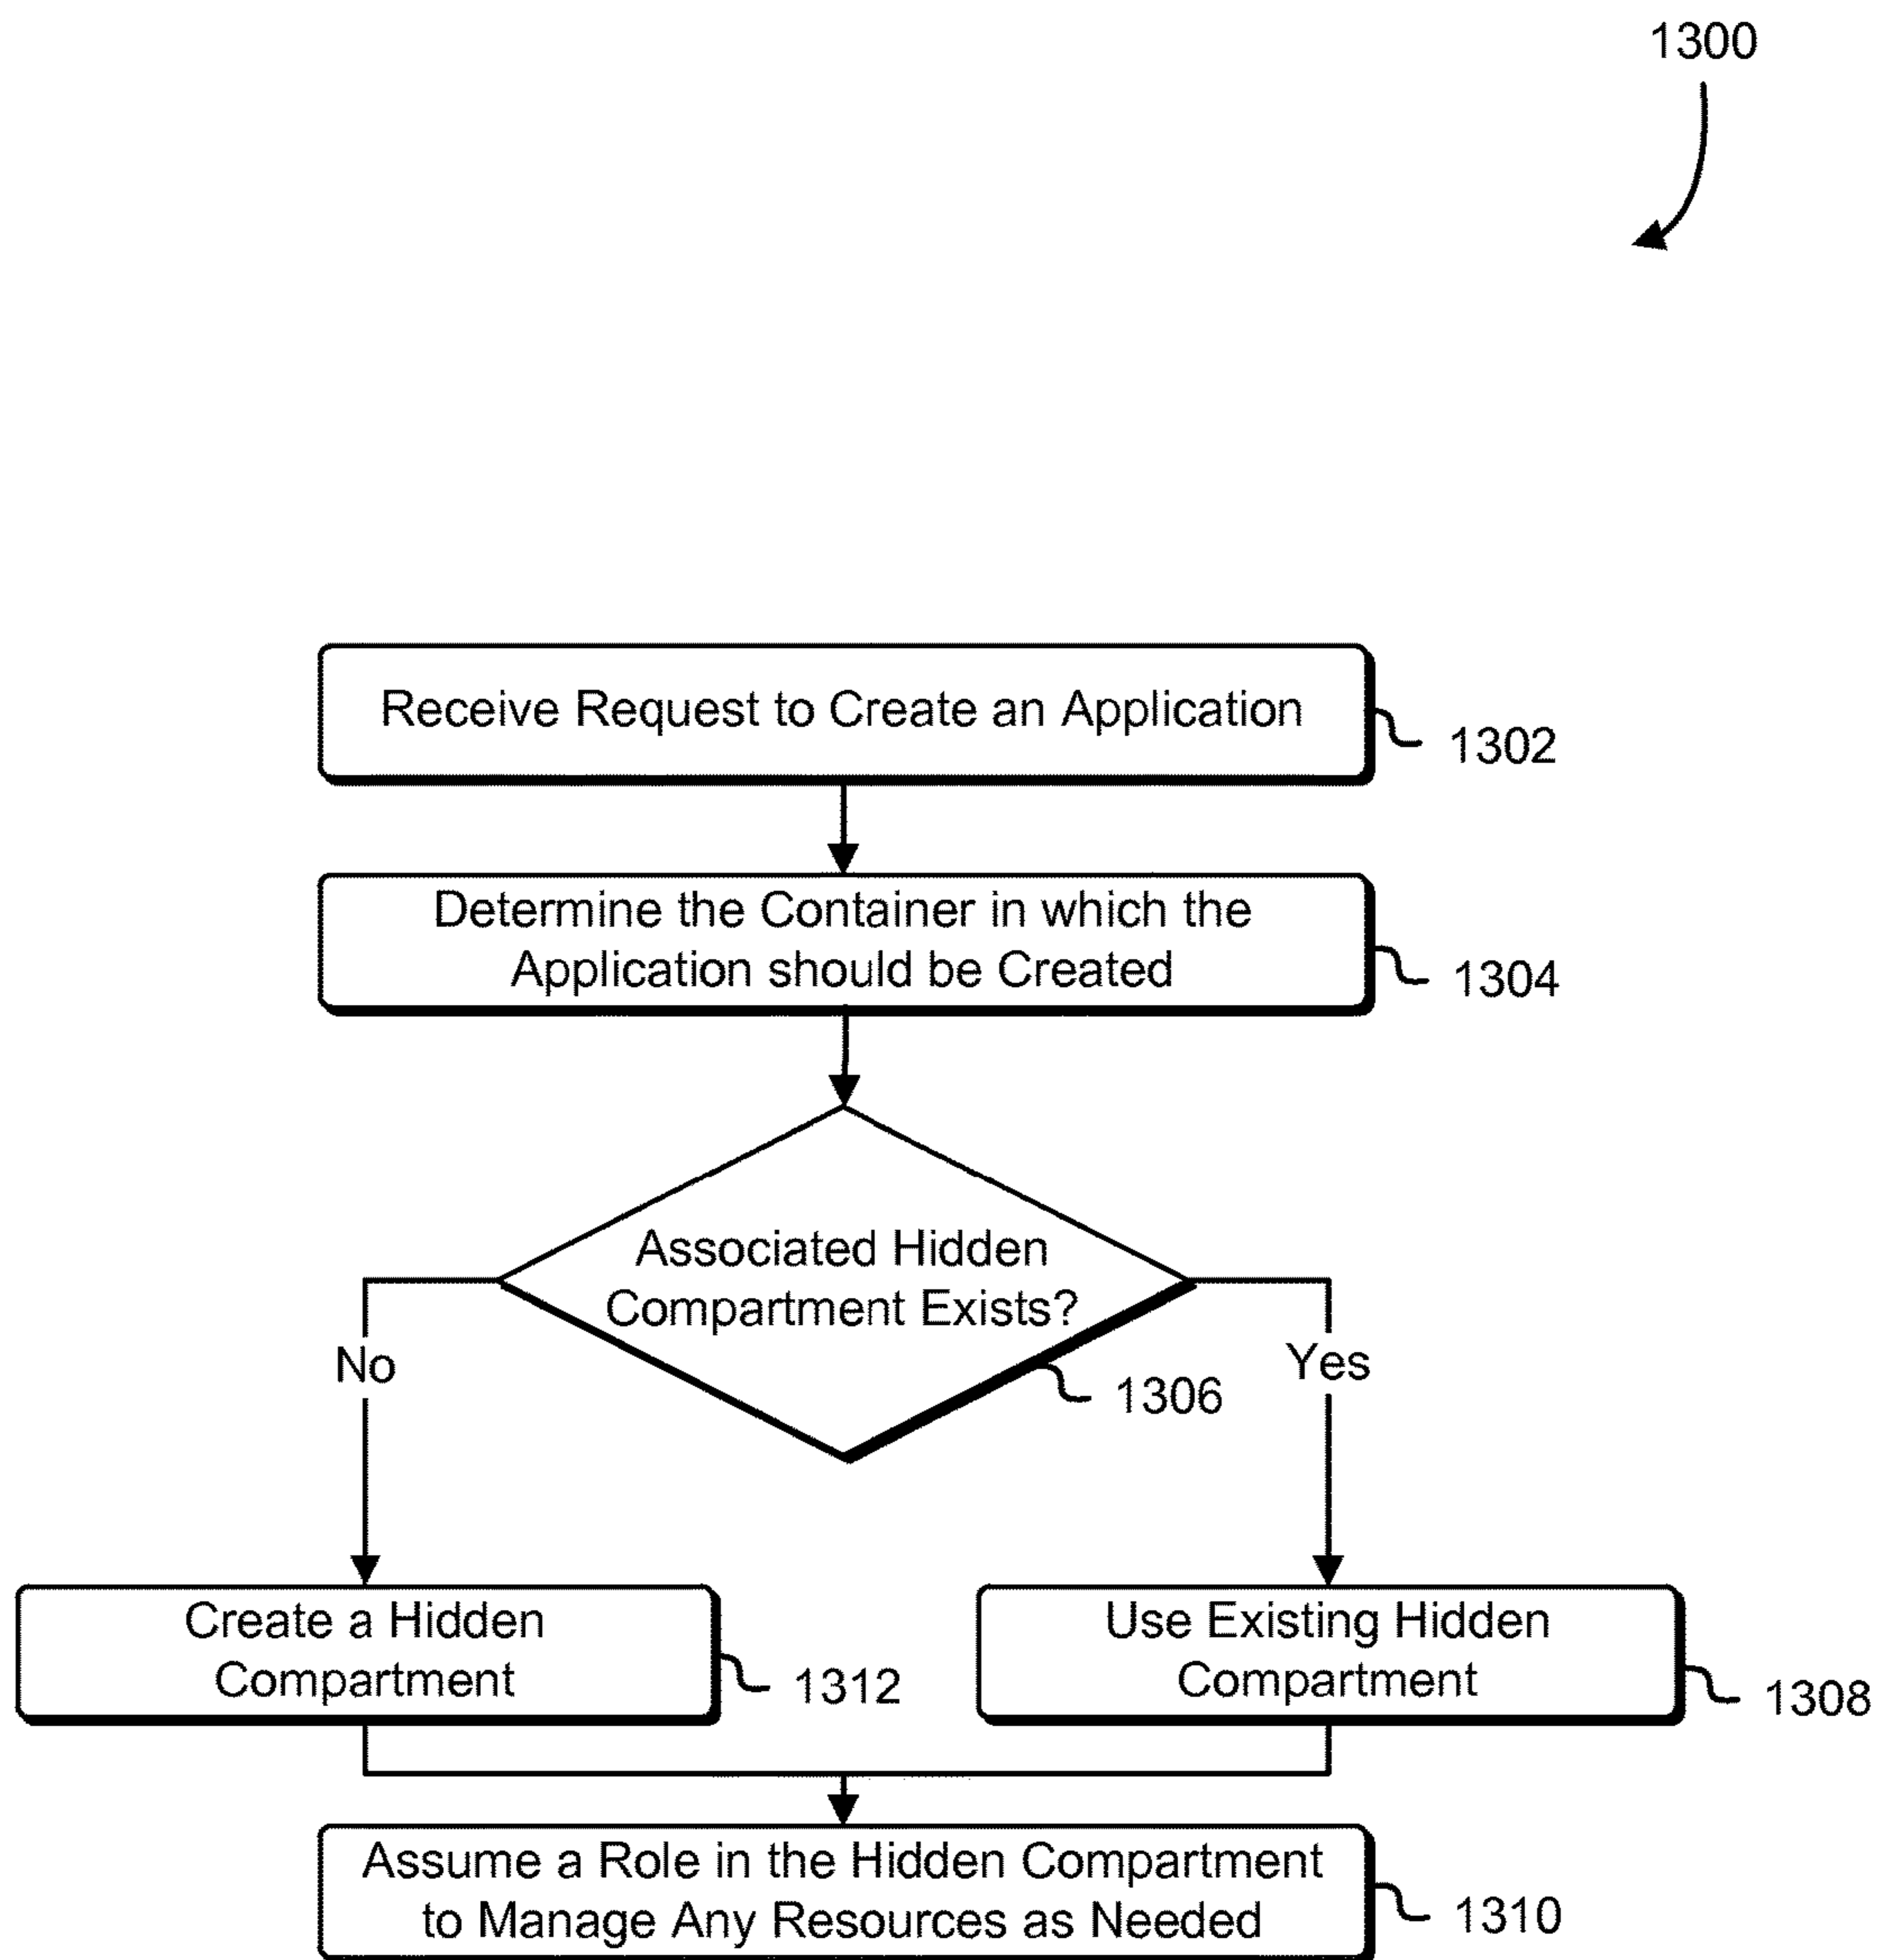 1300
Receive Request to Create an Application
1302
Determine the Container in which the
Application should be Created
1304
Associated Hidden
Compartment Exists?
1306
No
Yes
Create a Hidden
Compartment
1312
Use Existing Hidden
Compartment
1308
Assume a Role in the Hidden Compartment
to Manage Any Resources as Needed
1310